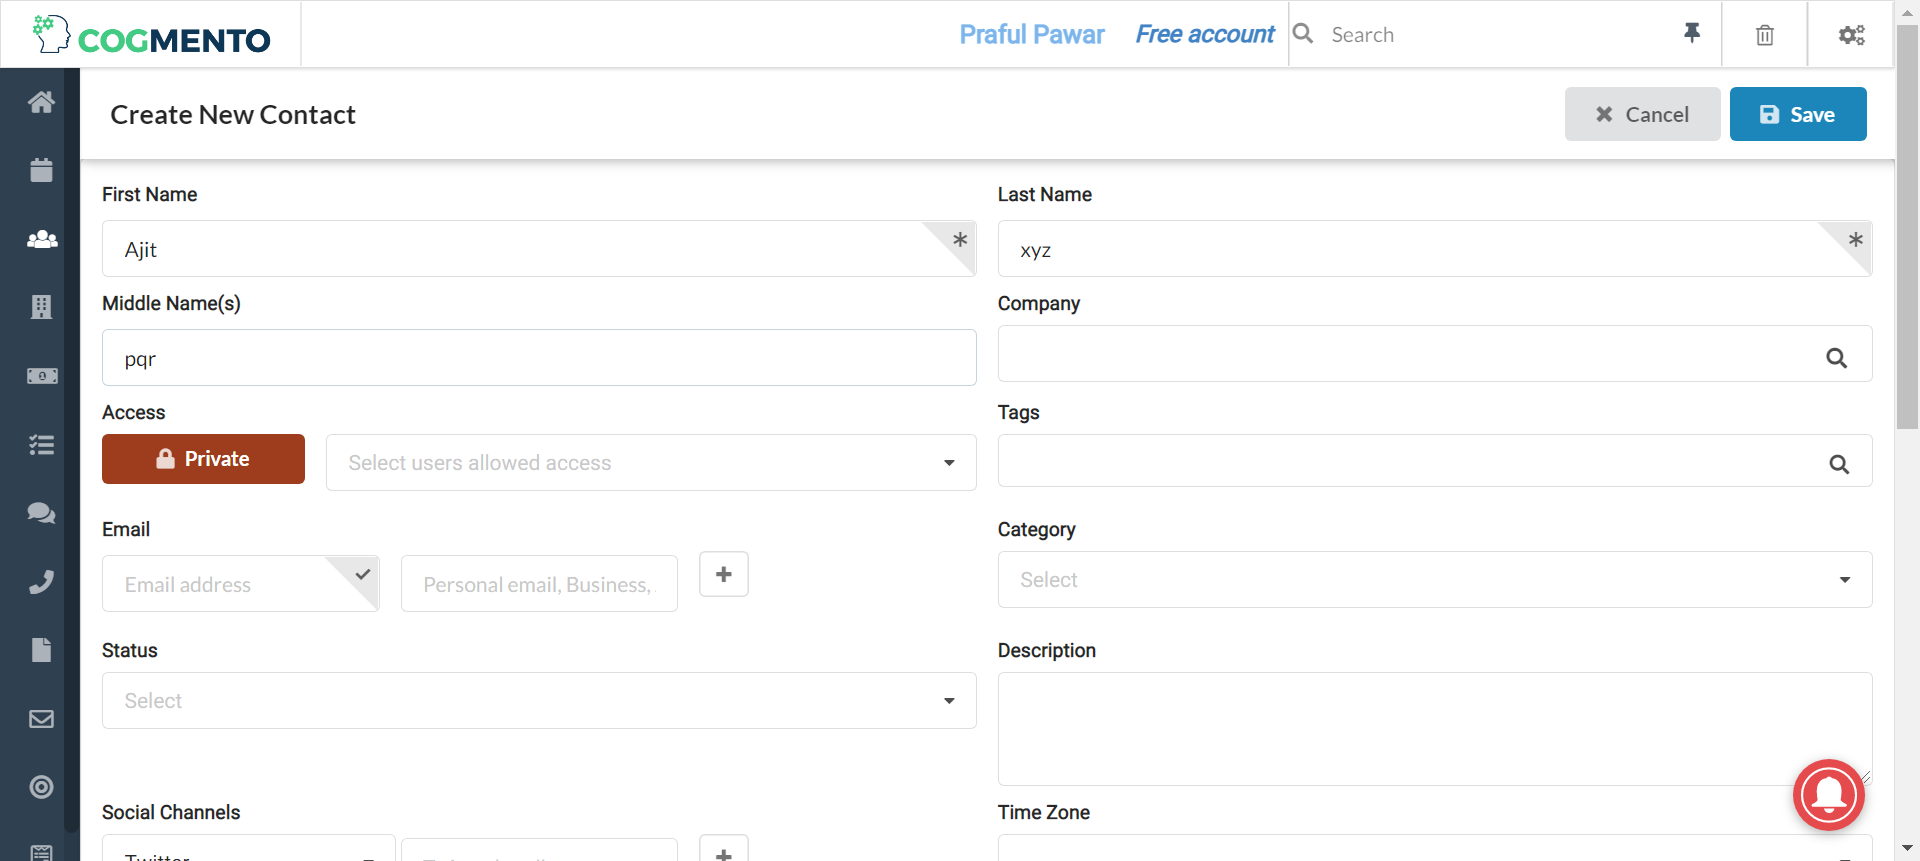 COGMENTO
Praful Pawar
Free account
Search
Create New Contact
Cancel
Save
First Name
Last Name
Ajit
xyz
Middle Name(s)
Company
pqr
Access
Tags
Private
Select users allowed access
Email
Category
Email address
Personal email, Business,
Select
Status
Description
Select
Social Channels
Time Zone
Twitter